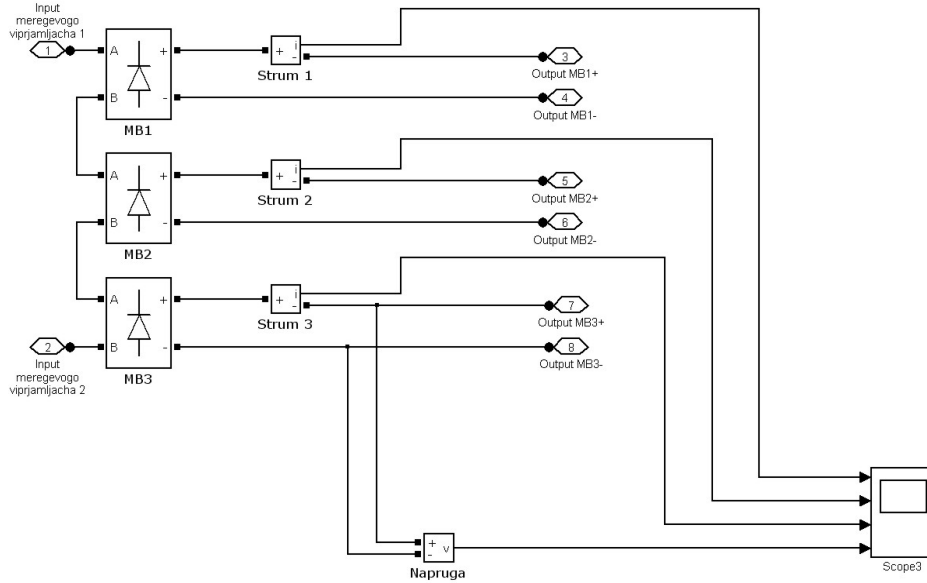 Input
meregevogo
viprjamljacha 1
1
A
B
+
-
MB1
+
i
-
Strum 1
3
Output MB1+
4
Output MB1-
A
B
+
-
MB2
+
i
-
Strum 2
5
Output MB2+
6
Output MB2-
A
B
+
-
MB3
+
i
-
Strum 3
7
Output MB3+
8
Output MB3-
2
Input
meregevogo
viprjamljacha 2
+
-
v
Napruga
Scope3